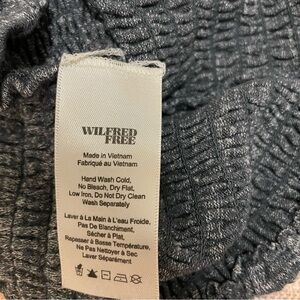 WILFRED
FREE
Made in Vietnam
Fabriqué au Vietnam
Hand Wash Cold,
No Bleach, Dry Flat,
Low Iron, Do Not Dry Clean
Wash Separately
Laver à La Main à L'eau Froide,
Pas De Blanchiment,
Sécher à Plat,
Repasser à Basse Température,
Ne Pas Nettoyer à Sec
Laver Séparément